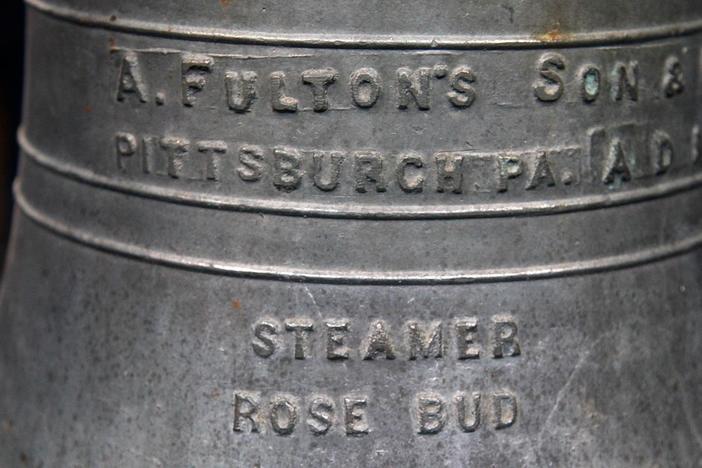 A. FULTON'S SON &
PITTSBURGH PA. A D
STEAMER
ROSE BUD